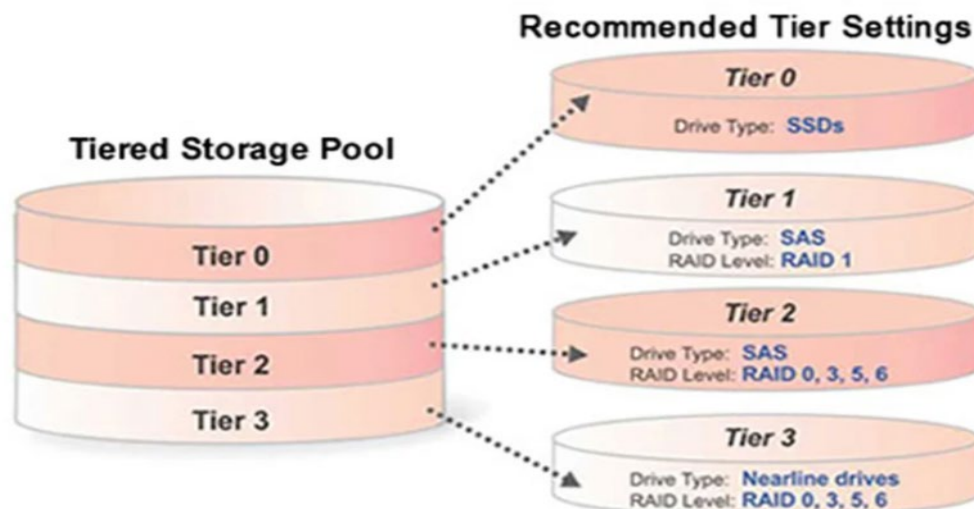 Recommended Tier Settings
Tier 0
Drive Type: SSDs
Tiered Storage Pool
Tier 0
Tier 1
Tier 2
Tier 3
Tier 1
Drive Type: SAS
RAID Level: RAID 1
Tier 2
Drive Type: SAS
RAID Level: RAID 0, 3, 5, 6
Tier 3
Drive Type: Nearline drives
RAID Level: RAID 0, 3, 5, 6